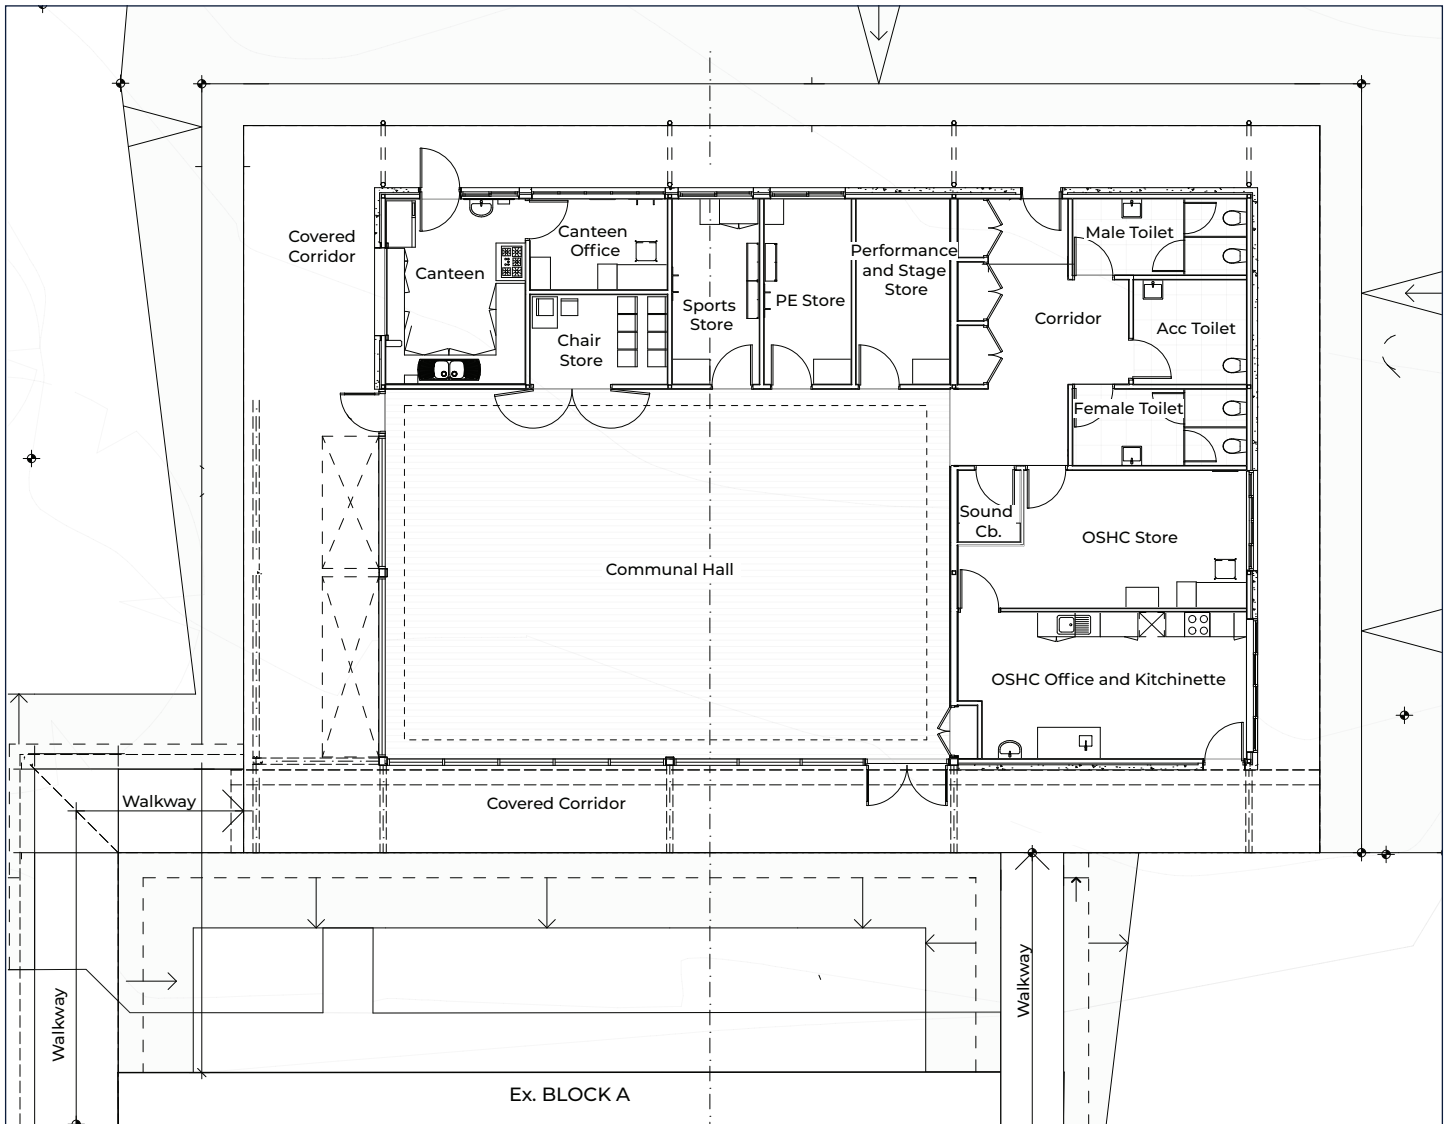 Covered
Corridor
Canteen
Canteen
Office
Chair
Store
Sports
Store
PE Store
Performance
and Stage
Store
Corridor
Male Toilet
Acc Toilet
Female Toilet
Sound
Cb.
OSHC Store
Communal Hall
OSHC Office and Kitchinette
Walkway
Covered Corridor
Walkway
Walkway
Ex. BLOCK A